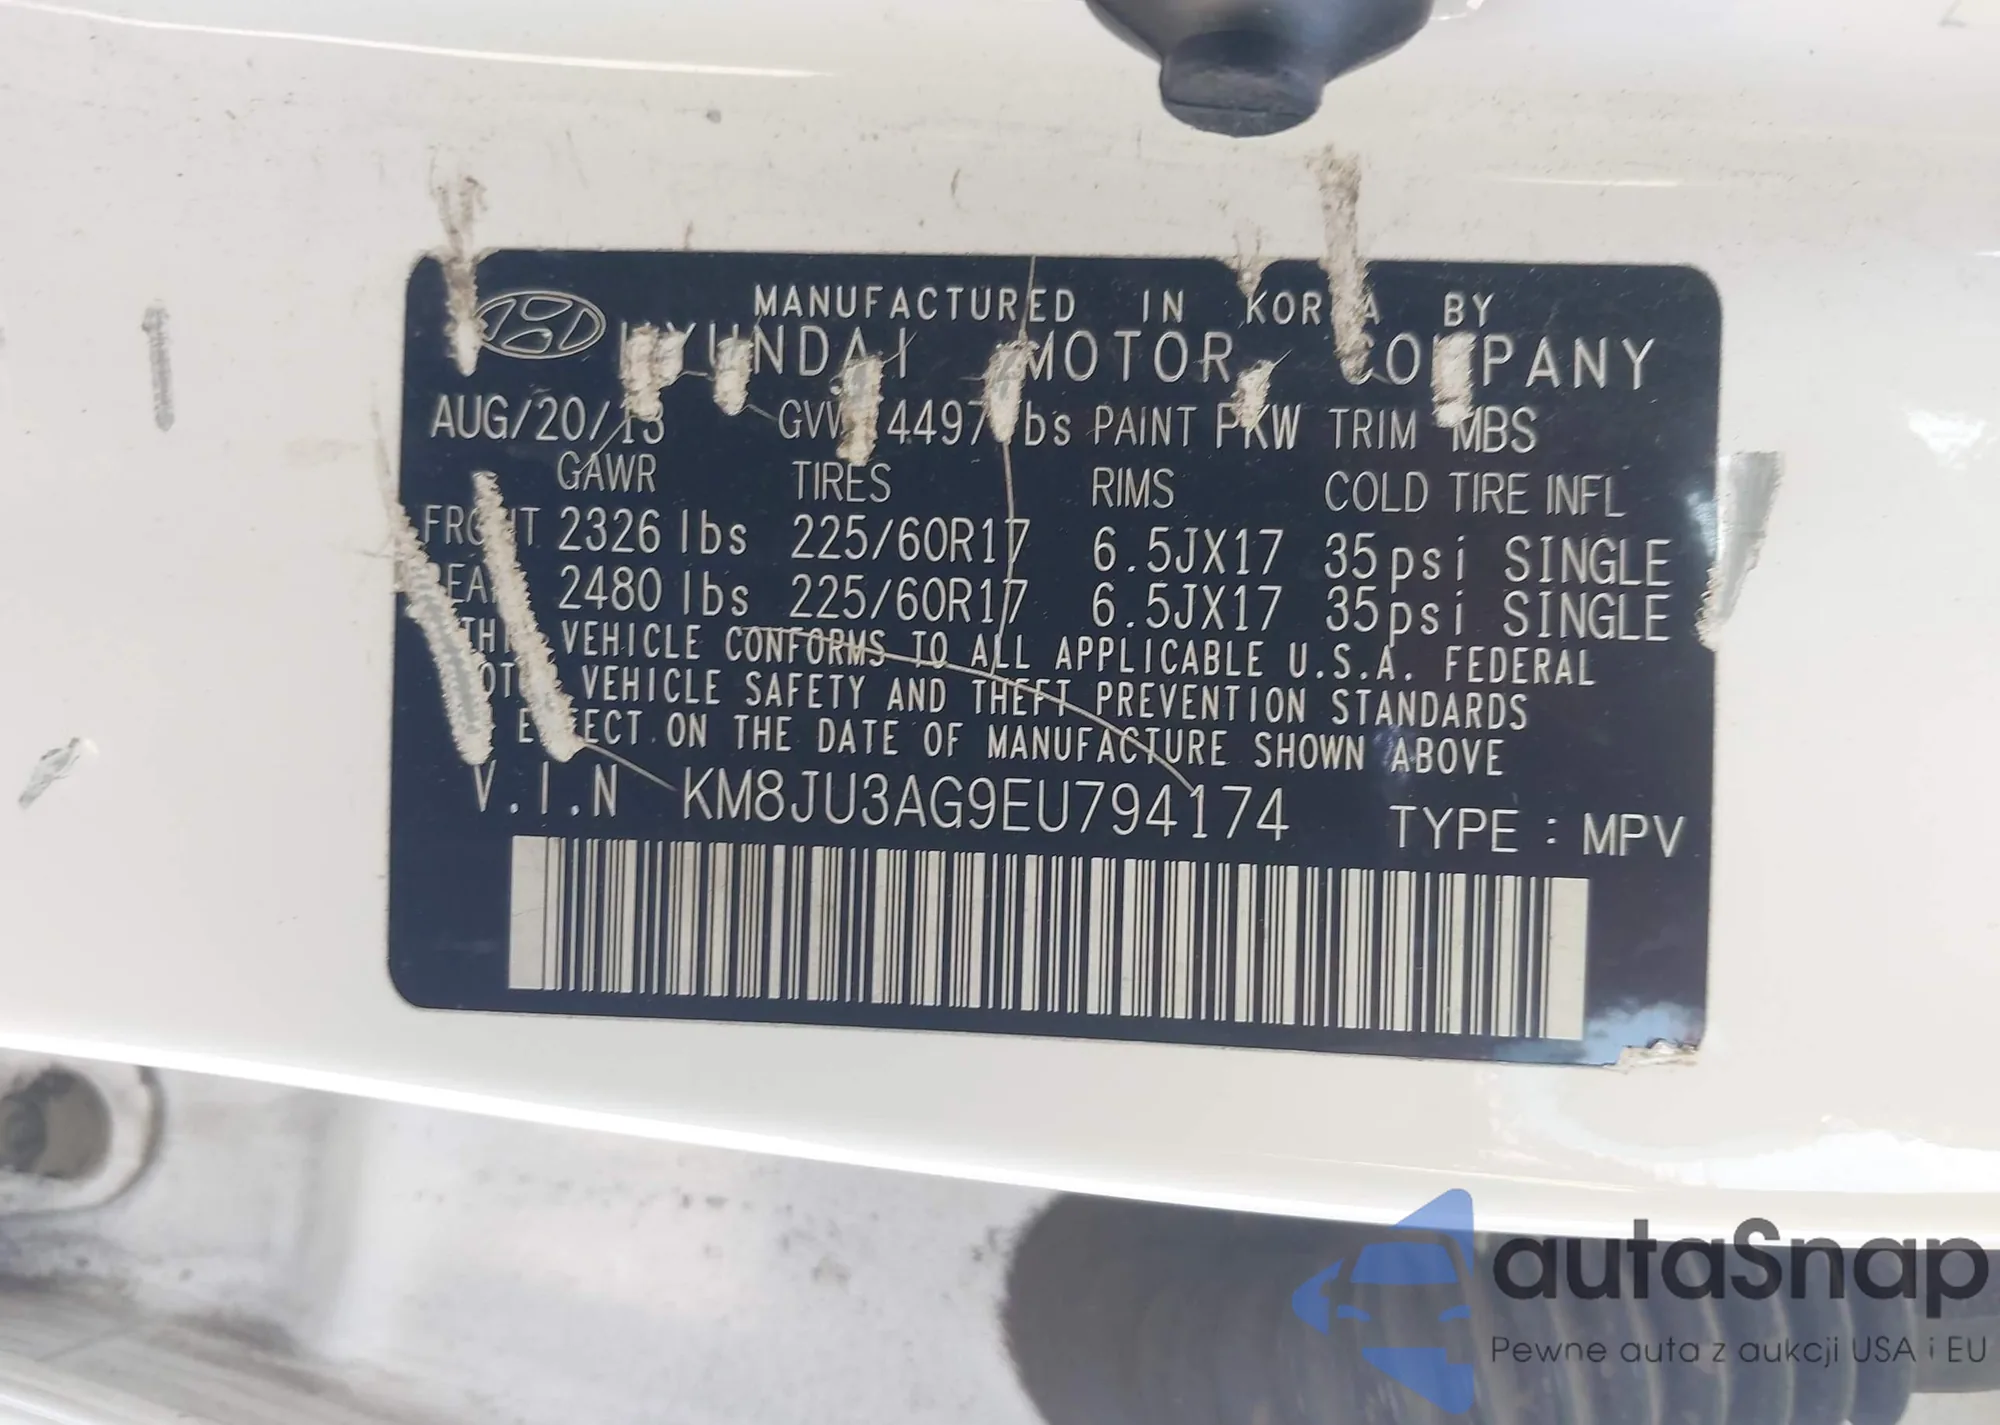 MANUFACTURED IN KOREA BY
HYUNDAI MOTOR COMPANY
AUG/20/13 GVWR 4497 lbs PAINT PKW TRIM MBS
GAWR TIRES RIMS COLD TIRE INFL
FRONT 2326 lbs 225/60R17 6.5JX17 35psi SINGLE
REAR 2480 lbs 225/60R17 6.5JX17 35psi SINGLE
THIS VEHICLE CONFORMS TO ALL APPLICABLE U.S.A. FEDERAL
MOTOR VEHICLE SAFETY AND THEFT PREVENTION STANDARDS
EFFECT ON THE DATE OF MANUFACTURE SHOWN ABOVE
V.I.N KM8JU3AG9EU794174 TYPE : MPV
autaSnap
Pewne auta z aukcji USA i EU